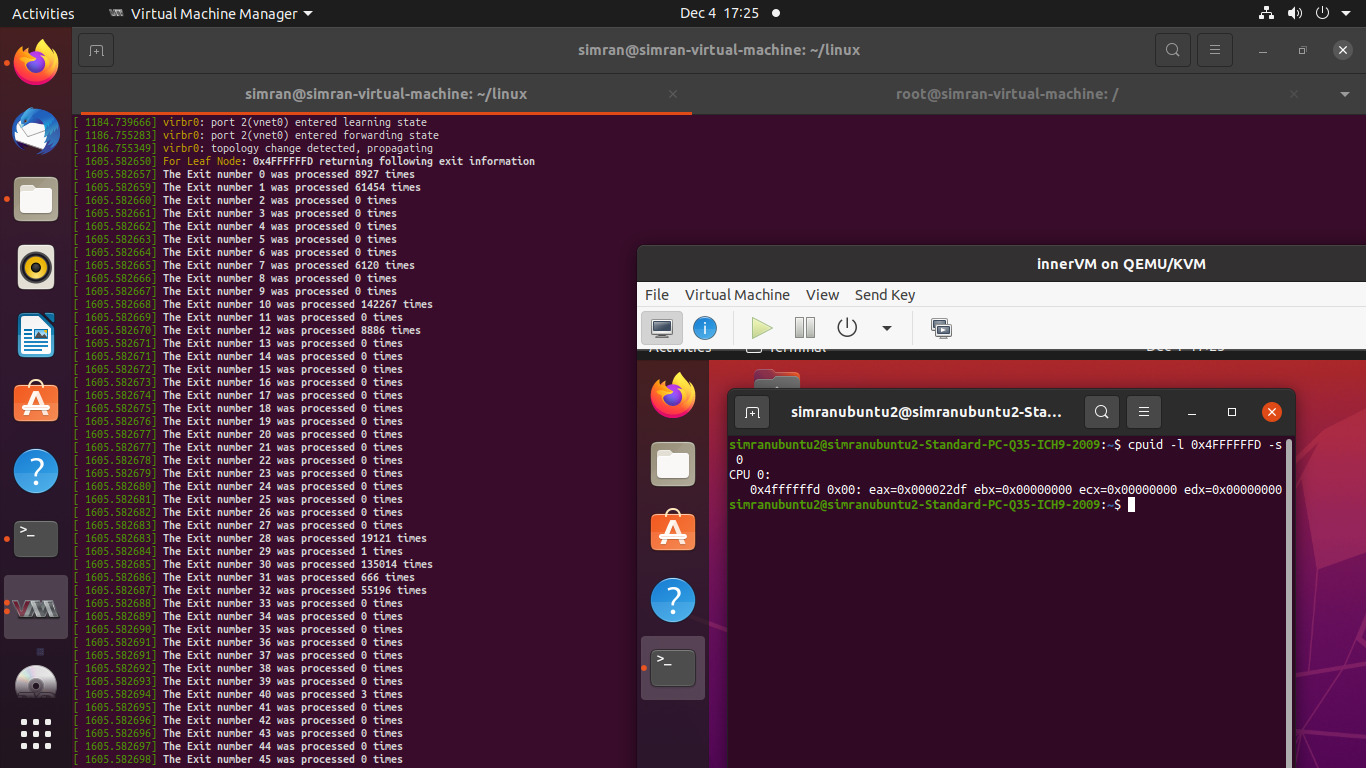 Activities
Virtual Machine Manager
Dec 4 17:25
simran@simran-virtual-machine: ~/linux
simran@simran-virtual-machine: ~/linux
root@simran-virtual-machine: /
[ 1184.739666] virbr0: port 2(vnet0) entered learning state
[ 1186.755283] virbr0: port 2(vnet0) entered forwarding state
[ 1186.755349] virbr0: topology change detected, propagating
[ 1605.582650] For Leaf Node: 0x4FFFFFFD returning following exit information
[ 1605.582657] The Exit number 0 was processed 8927 times
[ 1605.582659] The Exit number 1 was processed 61454 times
[ 1605.582660] The Exit number 2 was processed 0 times
[ 1605.582661] The Exit number 3 was processed 0 times
[ 1605.582662] The Exit number 4 was processed 0 times
[ 1605.582663] The Exit number 5 was processed 0 times
[ 1605.582664] The Exit number 6 was processed 0 times
[ 1605.582665] The Exit number 7 was processed 6120 times
[ 1605.582666] The Exit number 8 was processed 0 times
[ 1605.582667] The Exit number 9 was processed 0 times
[ 1605.582668] The Exit number 10 was processed 142267 times
[ 1605.582669] The Exit number 11 was processed 0 times
[ 1605.582670] The Exit number 12 was processed 8886 times
[ 1605.582671] The Exit number 13 was processed 0 times
[ 1605.582671] The Exit number 14 was processed 0 times
[ 1605.582672] The Exit number 15 was processed 0 times
[ 1605.582673] The Exit number 16 was processed 0 times
[ 1605.582674] The Exit number 17 was processed 0 times
[ 1605.582675] The Exit number 18 was processed 0 times
[ 1605.582676] The Exit number 19 was processed 0 times
[ 1605.582677] The Exit number 20 was processed 0 times
[ 1605.582677] The Exit number 21 was processed 0 times
[ 1605.582678] The Exit number 22 was processed 0 times
[ 1605.582679] The Exit number 23 was processed 0 times
[ 1605.582680] The Exit number 24 was processed 0 times
[ 1605.582681] The Exit number 25 was processed 0 times
[ 1605.582682] The Exit number 26 was processed 0 times
[ 1605.582683] The Exit number 27 was processed 0 times
[ 1605.582683] The Exit number 28 was processed 19121 times
[ 1605.582684] The Exit number 29 was processed 1 times
[ 1605.582685] The Exit number 30 was processed 135014 times
[ 1605.582686] The Exit number 31 was processed 666 times
[ 1605.582687] The Exit number 32 was processed 55196 times
[ 1605.582688] The Exit number 33 was processed 0 times
[ 1605.582689] The Exit number 34 was processed 0 times
[ 1605.582690] The Exit number 35 was processed 0 times
[ 1605.582691] The Exit number 36 was processed 0 times
[ 1605.582691] The Exit number 37 was processed 0 times
[ 1605.582692] The Exit number 38 was processed 0 times
[ 1605.582693] The Exit number 39 was processed 0 times
[ 1605.582694] The Exit number 40 was processed 3 times
[ 1605.582695] The Exit number 41 was processed 0 times
[ 1605.582696] The Exit number 42 was processed 0 times
[ 1605.582696] The Exit number 43 was processed 0 times
[ 1605.582697] The Exit number 44 was processed 0 times
[ 1605.582698] The Exit number 45 was processed 0 times
innerVM on QEMU/KVM
File Virtual Machine View Send Key
Activities
Terminal
simranubuntu2@simranubuntu2-Sta...
simranubuntu2@simranubuntu2-Standard-PC-Q35-ICH9-2009:~$ cpuid -l 0x4FFFFFFD -s
0
CPU 0:
0x4ffffffd 0x00: eax=0x000022df ebx=0x00000000 ecx=0x00000000 edx=0x00000000
simranubuntu2@simranubuntu2-Standard-PC-Q35-ICH9-2009:~$